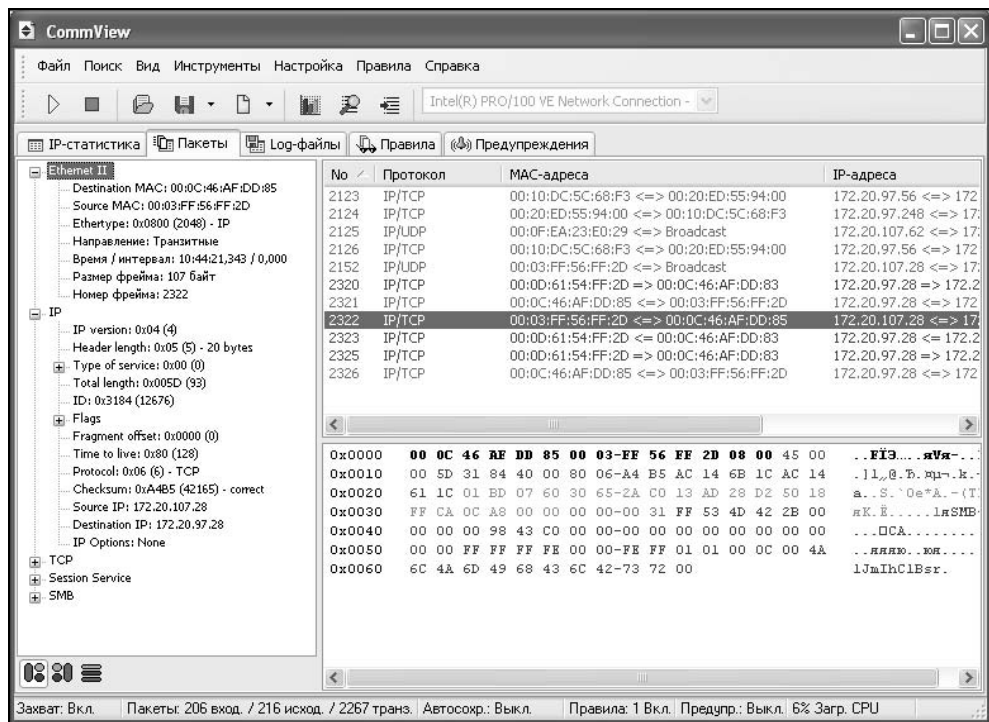 CommView
Файл Поиск Вид Инструменты Настройка Правила Справка
Intel(R) PRO/100 VE Network Connection -
IP-статистика Пакеты Log-файлы Правила Предупреждения
Ethernet II
Destination MAC: 00:0C:46:AF:DD:85
Source MAC: 00:03:FF:56:FF:2D
Ethertype: 0x0800 (2048) - IP
Направление: Транзитные
Время / интервал: 10:44:21,343 / 0,000
Размер фрейма: 107 байт
Номер фрейма: 2322
IP
IP version: 0x04 (4)
Header length: 0x05 (5) - 20 bytes
Type of service: 0x00 (0)
Total length: 0x005D (93)
ID: 0x3184 (12676)
Flags
Fragment offset: 0x0000 (0)
Time to live: 0x80 (128)
Protocol: 0x06 (6) - TCP
Checksum: 0xA4B5 (42165) - correct
Source IP: 172.20.107.28
Destination IP: 172.20.97.28
IP Options: None
TCP
Session Service
SMB
No Протокол MAC-адреса IP-адреса
2123 IP/TCP 00:10:DC:5C:68:F3 <=> 00:20:ED:55:94:00 172.20.97.56 <=> 172
2124 IP/TCP 00:20:ED:55:94:00 <=> 00:10:DC:5C:68:F3 172.20.97.248 <=> 17:
2125 IP/UDP 00:0F:EA:23:E0:29 <=> Broadcast 172.20.107.62 <=> 17:
2126 IP/TCP 00:10:DC:5C:68:F3 <=> 00:20:ED:55:94:00 172.20.97.56 <=> 172
2152 IP/UDP 00:03:FF:56:FF:2D <=> Broadcast 172.20.107.28 <=> 17:
2320 IP/TCP 00:0D:61:54:FF:2D => 00:0C:46:AF:DD:83 172.20.97.28 => 172.2
2321 IP/TCP 00:0C:46:AF:DD:85 <=> 00:03:FF:56:FF:2D 172.20.97.28 <=> 172
2322 IP/TCP 00:03:FF:56:FF:2D <=> 00:0C:46:AF:DD:85 172.20.107.28 <=> 17:
2323 IP/TCP 00:0D:61:54:FF:2D <= 00:0C:46:AF:DD:83 172.20.97.28 <= 172.2
2325 IP/TCP 00:0D:61:54:FF:2D => 00:0C:46:AF:DD:83 172.20.97.28 => 172.2
2326 IP/TCP 00:0C:46:AF:DD:85 <=> 00:03:FF:56:FF:2D 172.20.97.28 <=> 172
0x0000 00 0C 46 AF DD 85 00 03-FF 56 FF 2D 08 00 45 00 ..FЇЭ....яVя-..
0x0010 00 5D 31 84 40 00 80 06-A4 B5 AC 14 6B 1C AC 14 .]1„@.Ђ.¤µ¬.k.¬
0x0020 61 1C 01 BD 07 60 30 65-2A C0 13 AD 28 D2 50 18 a..Ѕ.`0e*А.-(Т
0x0030 FF CA 0C A8 00 00 00 00-00 31 FF 53 4D 42 2B 00 яК.Ё.....1яSMB
0x0040 00 00 00 98 43 C0 00 00-00 00 00 00 00 00 00 00 ....□CА........
0x0050 00 00 FF FF FF FE 00 00-FE FF 01 01 00 0C 00 4A ..яяяю..юя....
0x0060 6C 4A 6D 49 68 43 6C 42-73 72 00 lJmIhClBsr.
Захват: Вкл. Пакеты: 206 вход. / 216 исход. / 2267 транз. Автосохр.: Выкл. Правила: 1 Вкл. Предупр.: Выкл. 6% Загр. CPU